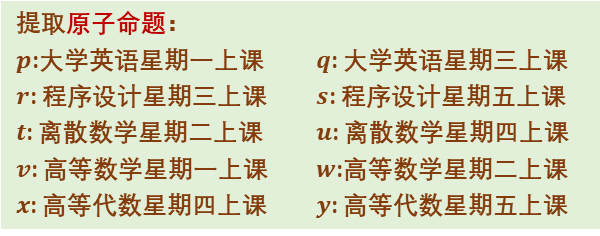 提取原子命题：
p:大学英语星期一上课 q: 大学英语星期三上课
r: 程序设计星期三上课 s: 程序设计星期五上课
t: 离散数学星期二上课 u: 离散数学星期四上课
v: 高等数学星期一上课 w:高等数学星期二上课
x: 高等代数星期四上课 y: 高等代数星期五上课